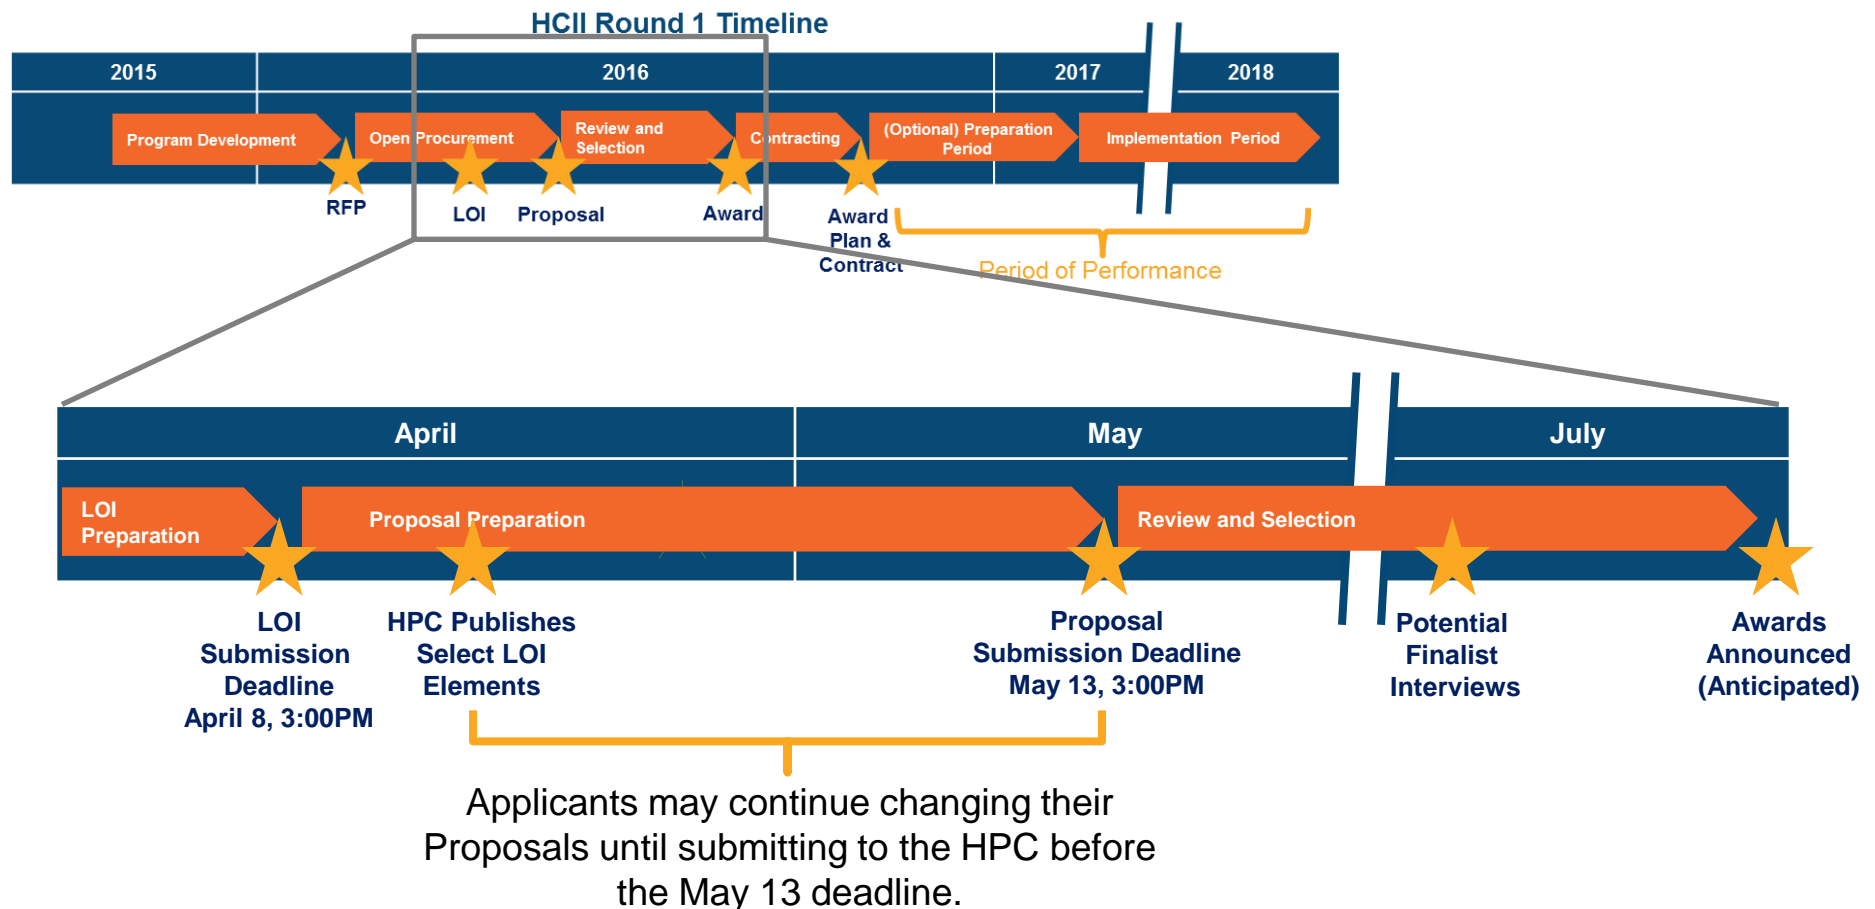 HCII Round 1 Timeline
2015
2016
2017
2018
Program Development
Open Procurement
Review and
Selection
Contracting
(Optional) Preparation
Period
Implementation Period
RFP
LOI
Proposal
Award
Award
Plan &
Contract
Period of Performance
April
May
July
LOI
Preparation
Proposal Preparation
Review and Selection
LOI
Submission
Deadline
April 8, 3:00PM
HPC Publishes
Select LOI
Elements
Proposal
Submission Deadline
May 13, 3:00PM
Potential
Finalist
Interviews
Awards
Announced
(Anticipated)
Applicants may continue changing their
Proposals until submitting to the HPC before
the May 13 deadline.